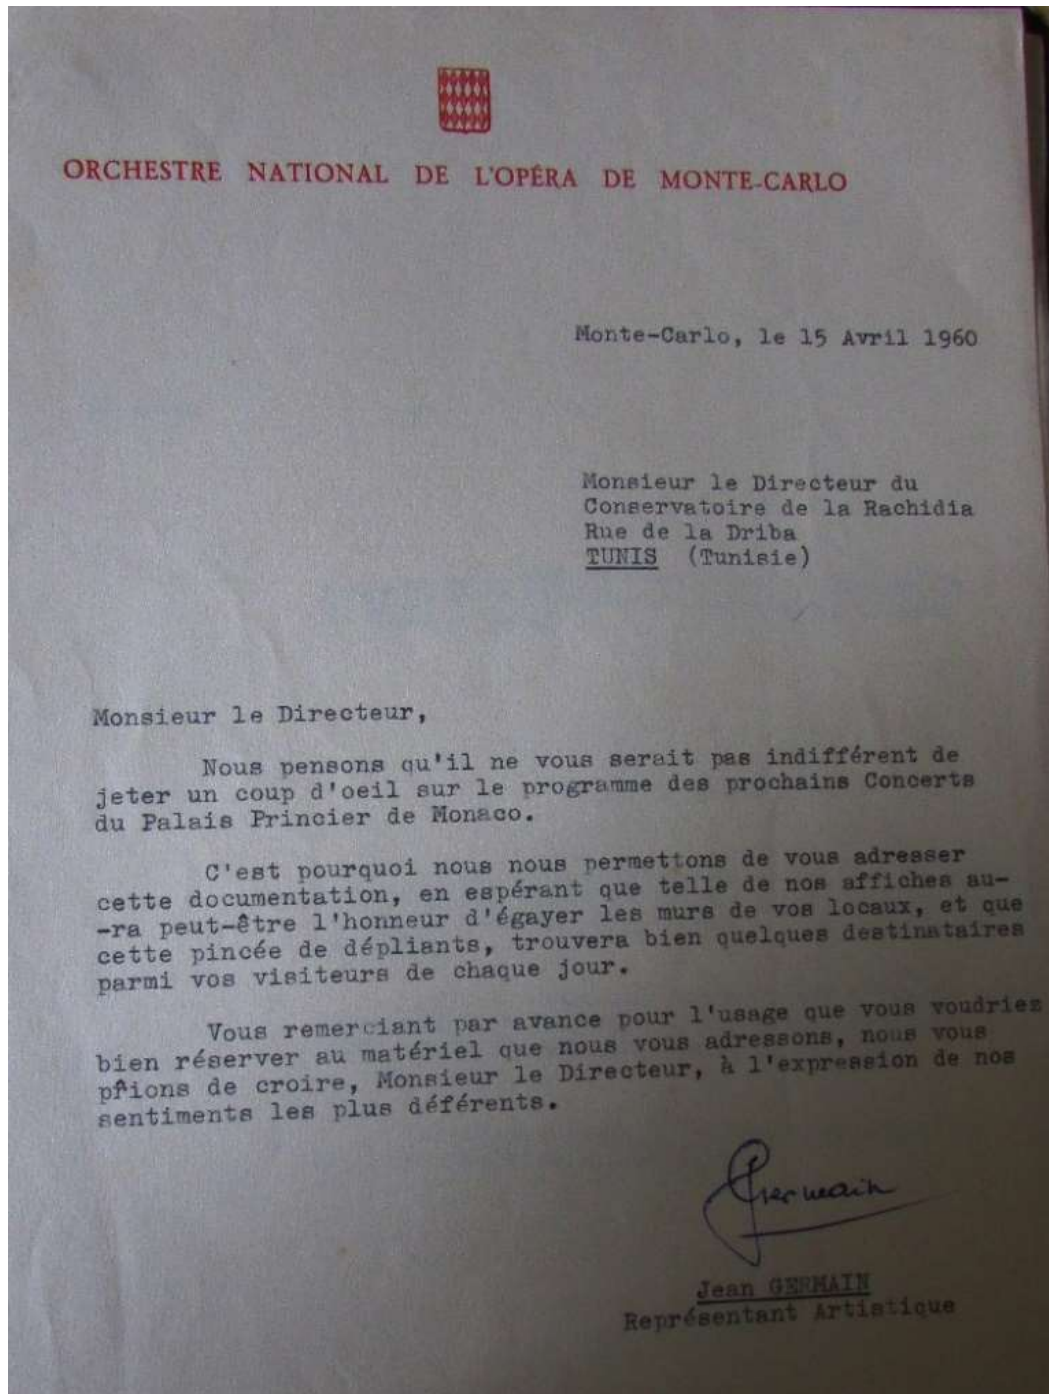 ORCHESTRE NATIONAL DE L'OPÉRA DE MONTE-CARLO
Monte-Carlo, le 15 Avril 1960
Monsieur le Directeur du
Conservatoire de la Rachidia
Rue de la Driba
TUNIS (Tunisie)
Monsieur le Directeur,
Nous pensons qu'il ne vous serait pas indifférent de
jeter un coup d'oeil sur le programme des prochains Concerts
du Palais Princier de Monaco.
C'est pourquoi nous nous permettons de vous adresser
cette documentation, en espérant que telle de nos affiches au-
-ra peut-être l'honneur d'égayer les murs de vos locaux, et que
cette pincée de dépliants, trouvera bien quelques destinataires
parmi vos visiteurs de chaque jour.
Vous remerciant par avance pour l'usage que vous voudries
bien réserver au matériel que nous vous adressons, nous vous
prions de croire, Monsieur le Directeur, à l'expression de nos
sentiments les plus déférents.
JGermain
Jean GERMAIN
Représentant Artistique